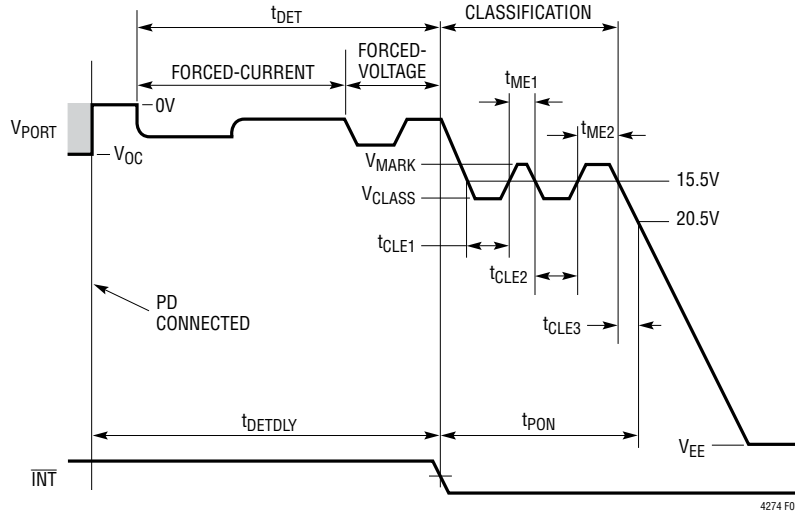 tDET
CLASSIFICATION
FORCED-CURRENT
FORCED-
VOLTAGE
tME1
0V
VPORT
VOC
tME2
VMARK
15.5V
VCLASS
20.5V
tCLE1
tCLE2
PD
CONNECTED
tCLE3
tDETDLY
tPON
VEE
INT
4274 F0